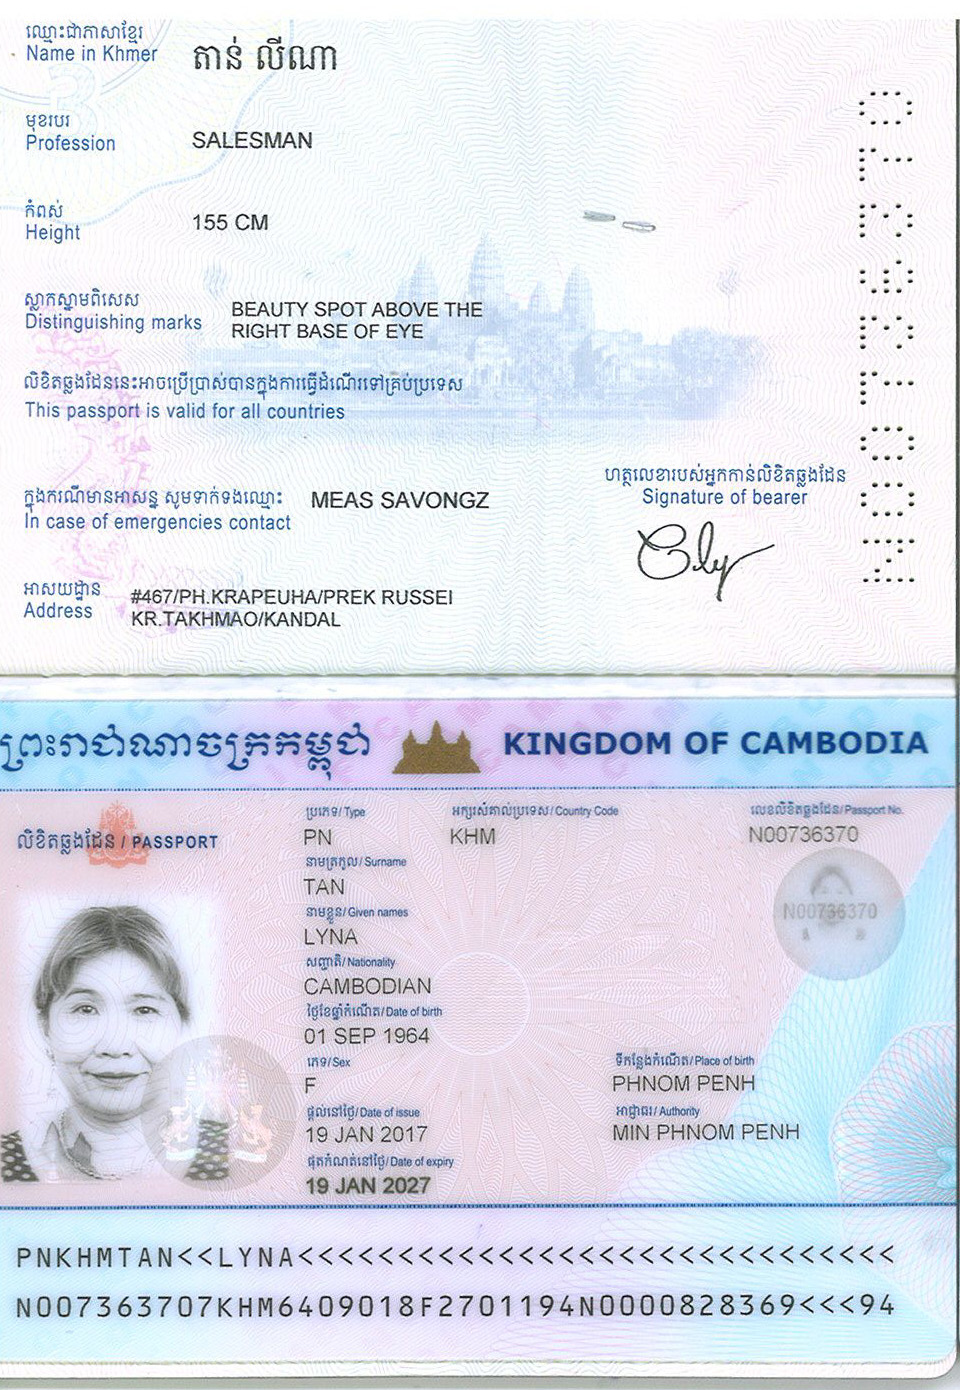 ឈ្មោះជាភាសាខ្មែរ
Name in Khmer
តាន់ លីណា
មុខរបរ
Profession
SALESMAN
កំពស់
Height
155 CM
ស្លាកស្នាមពិសេស
Distinguishing marks
BEAUTY SPOT ABOVE THE
RIGHT BASE OF EYE
លិខិតឆ្លងដែននេះអាចប្រើប្រាស់បានក្នុងការធ្វើដំណើរទៅគ្រប់ប្រទេស
This passport is valid for all countries
ក្នុងករណីមានអាសន្ន សូមទាក់ទងឈ្មោះ
In case of emergencies contact
MEAS SAVONGZ
ហត្ថលេខារបស់អ្នកកាន់លិខិតឆ្លងដែន
Signature of bearer
អាសយដ្ឋាន
Address
#467/PH.KRAPEUHA/PREK RUSSEI
KR.TAKHMAO/KANDAL
N00736370
ព្រះរាជាណាចក្រកម្ពុជា
KINGDOM OF CAMBODIA
លិខិតឆ្លងដែន / PASSPORT
ប្រភេទ/ Type
PN
អក្សរសំគាល់ប្រទេស/ Country Code
KHM
លេខលិខិតឆ្លងដែន/ Passport No.
N00736370
នាមត្រកូល/ Surname
TAN
នាមខ្លួន/ Given names
LYNA
N00736370
សញ្ជាតិ/ Nationality
CAMBODIAN
ថ្ងៃខែឆ្នាំកំណើត/ Date of birth
01 SEP 1964
ភេទ/ Sex
F
ទីកន្លែងកំណើត/ Place of birth
PHNOM PENH
ផ្តល់នៅថ្ងៃ/ Date of issue
19 JAN 2017
អាជ្ញាធរ/ Authority
MIN PHNOM PENH
ផុតកំណត់នៅថ្ងៃ/ Date of expiry
19 JAN 2027
PNKHMTAN<<LYNA<<<<<<<<<<<<<<<<<<<<<<<<<<<<<<
N007363707KHM6409018F2701194N0000828369<<<94